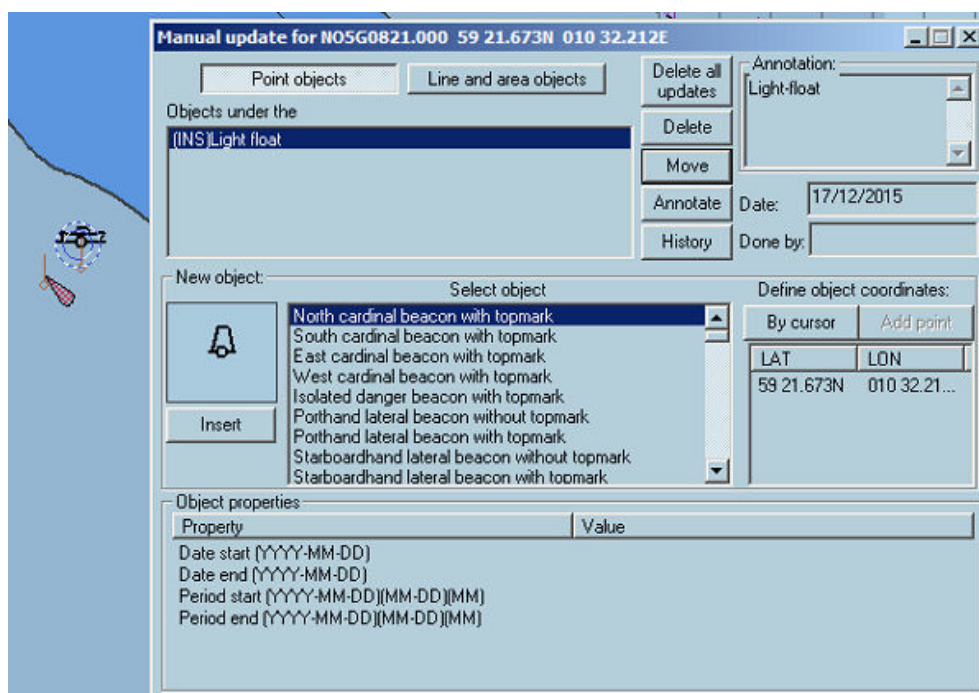 Manual update for NO5G0821.000 59 21.673N 010 32.212E
Point objects
Line and area objects
Delete all updates
Annotation:
Light-float
Objects under the
(INS)Light float
Delete
Move
Annotate
Date: 17/12/2015
History
Done by:
New object:
Select object
Define object coordinates:
North cardinal beacon with topmark
South cardinal beacon with topmark
East cardinal beacon with topmark
West cardinal beacon with topmark
Isolated danger beacon with topmark
Porthand lateral beacon without topmark
Porthand lateral beacon with topmark
Starboardhand lateral beacon without topmark
Starboardhand lateral beacon with topmark
By cursor
Add point
LAT LON
59 21.673N 010 32.21...
Insert
Object properties
Property Value
Date start (YYYY-MM-DD)
Date end (YYYY-MM-DD)
Period start (YYYY-MM-DD)(MM-DD)(MM)
Period end (YYYY-MM-DD)(MM-DD)(MM)